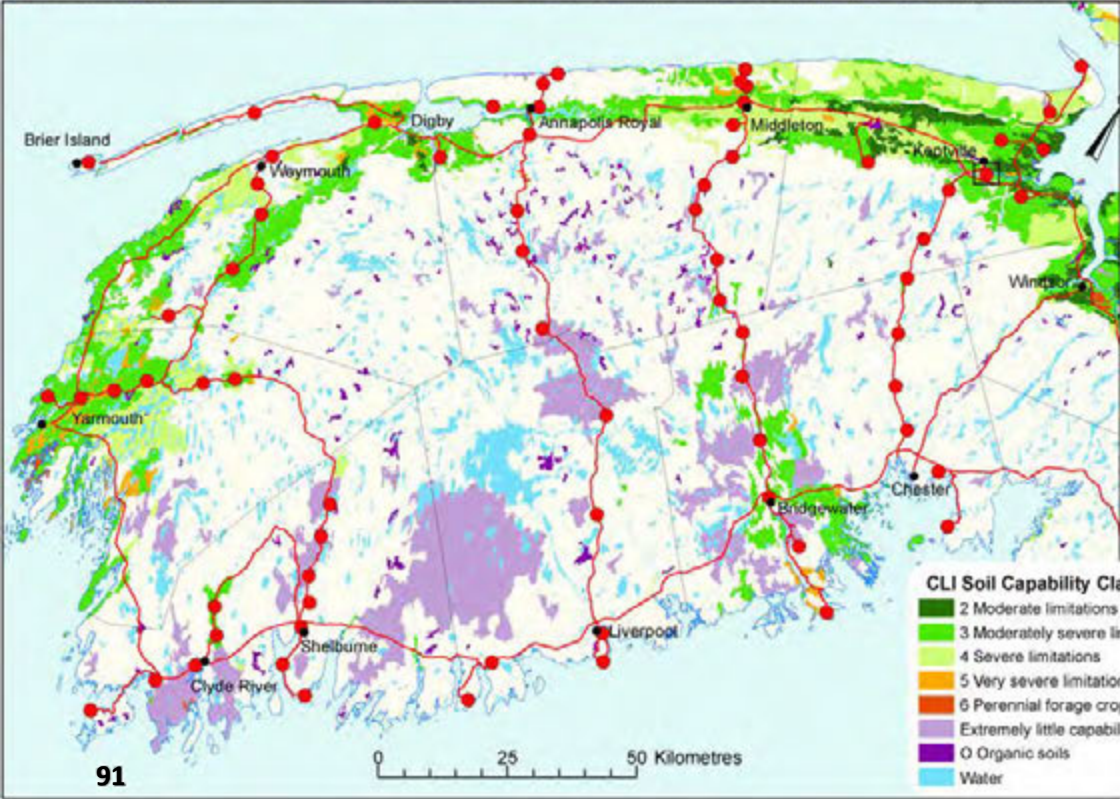 Brier Island
Digby
Annapolis Royal
Middleton
Kentville
Weymouth
Windsor
Yarmouth
Chester
Bridgewater
Shelburne
Liverpool
Clyde River
CLI Soil Capability Cla
2 Moderate limitations
3 Moderately severe li
4 Severe limitations
5 Very severe limitation
6 Perennial forage cro
Extremely little capabil
O Organic soils
Water
0 25 50 Kilometres
91